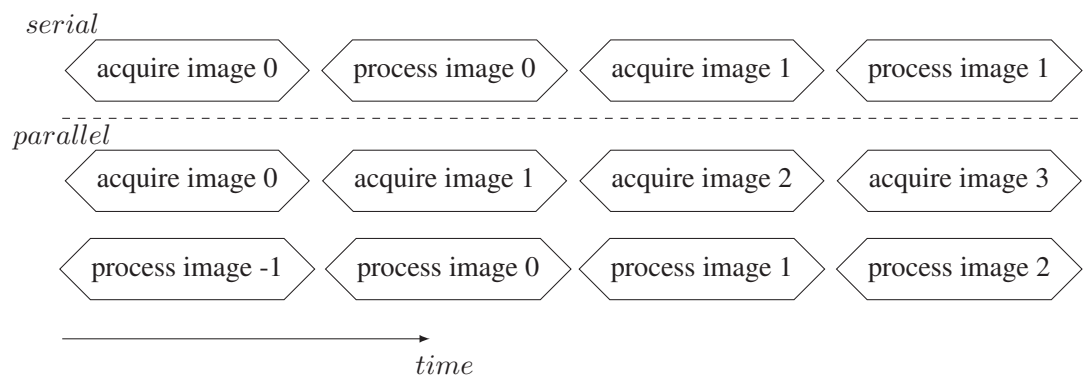 serial
acquire image 0 process image 0 acquire image 1 process image 1
parallel
acquire image 0 acquire image 1 acquire image 2 acquire image 3
process image -1 process image 0 process image 1 process image 2
time